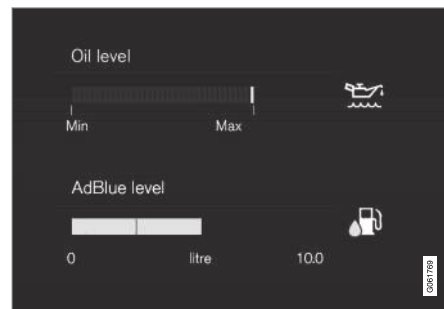 Oil level
Min Max
AdBlue level
0 litre 10.0
G061769